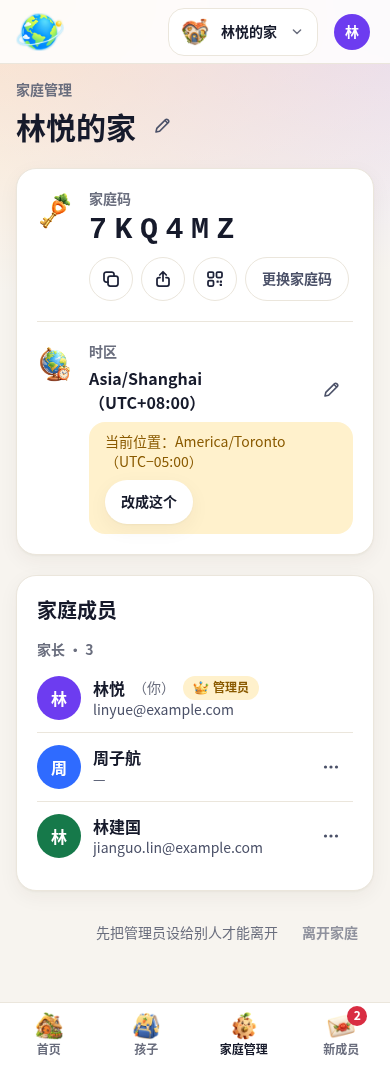 林悦的家
林
家庭管理
林悦的家
家庭码
7KQ4MZ
更换家庭码
时区
Asia/Shanghai
（UTC+08:00）
当前位置：America/Toronto
（UTC−05:00）
改成这个
家庭成员
家长 · 3
林
林悦 （你） 管理员
linyue@example.com
周
周子航
—
林
林建国
jianguo.lin@example.com
先把管理员设给别人才能离开 离开家庭
2
首页 孩子 家庭管理 新成员